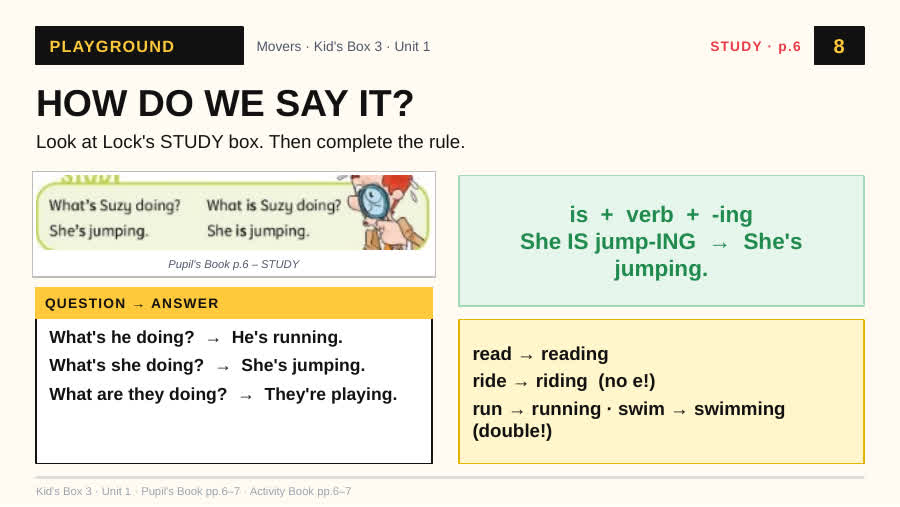 PLAYGROUND
Movers · Kid's Box 3 · Unit 1
STUDY · p.6
8
HOW DO WE SAY IT?
Look at Lock's STUDY box. Then complete the rule.
STUDY
What's Suzy doing? What is Suzy doing?
She's jumping. She is jumping.
Pupil's Book p.6 – STUDY
QUESTION → ANSWER
What's he doing? → He's running.
What's she doing? → She's jumping.
What are they doing? → They're playing.
is + verb + -ing
She IS jump-ING → She's
jumping.
read → reading
ride → riding (no e!)
run → running · swim → swimming
(double!)
Kid's Box 3 · Unit 1 · Pupil's Book pp.6–7 · Activity Book pp.6–7